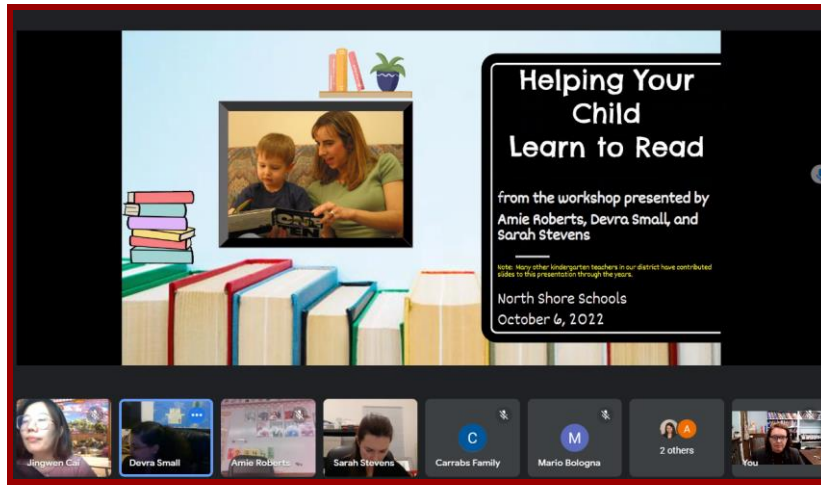 Helping Your
Child
Learn to Read
from the workshop presented by
Amie Roberts, Devra Small, and
Sarah Stevens
Note: Many other kindergarten teachers in our district have contributed
slides to this presentation through the years.
North Shore Schools
October 6, 2022
Jingwen Cai
Devra Small
Amie Roberts
Sarah Stevens
C
Carrabs Family
M
Mario Bologna
A
2 others
You